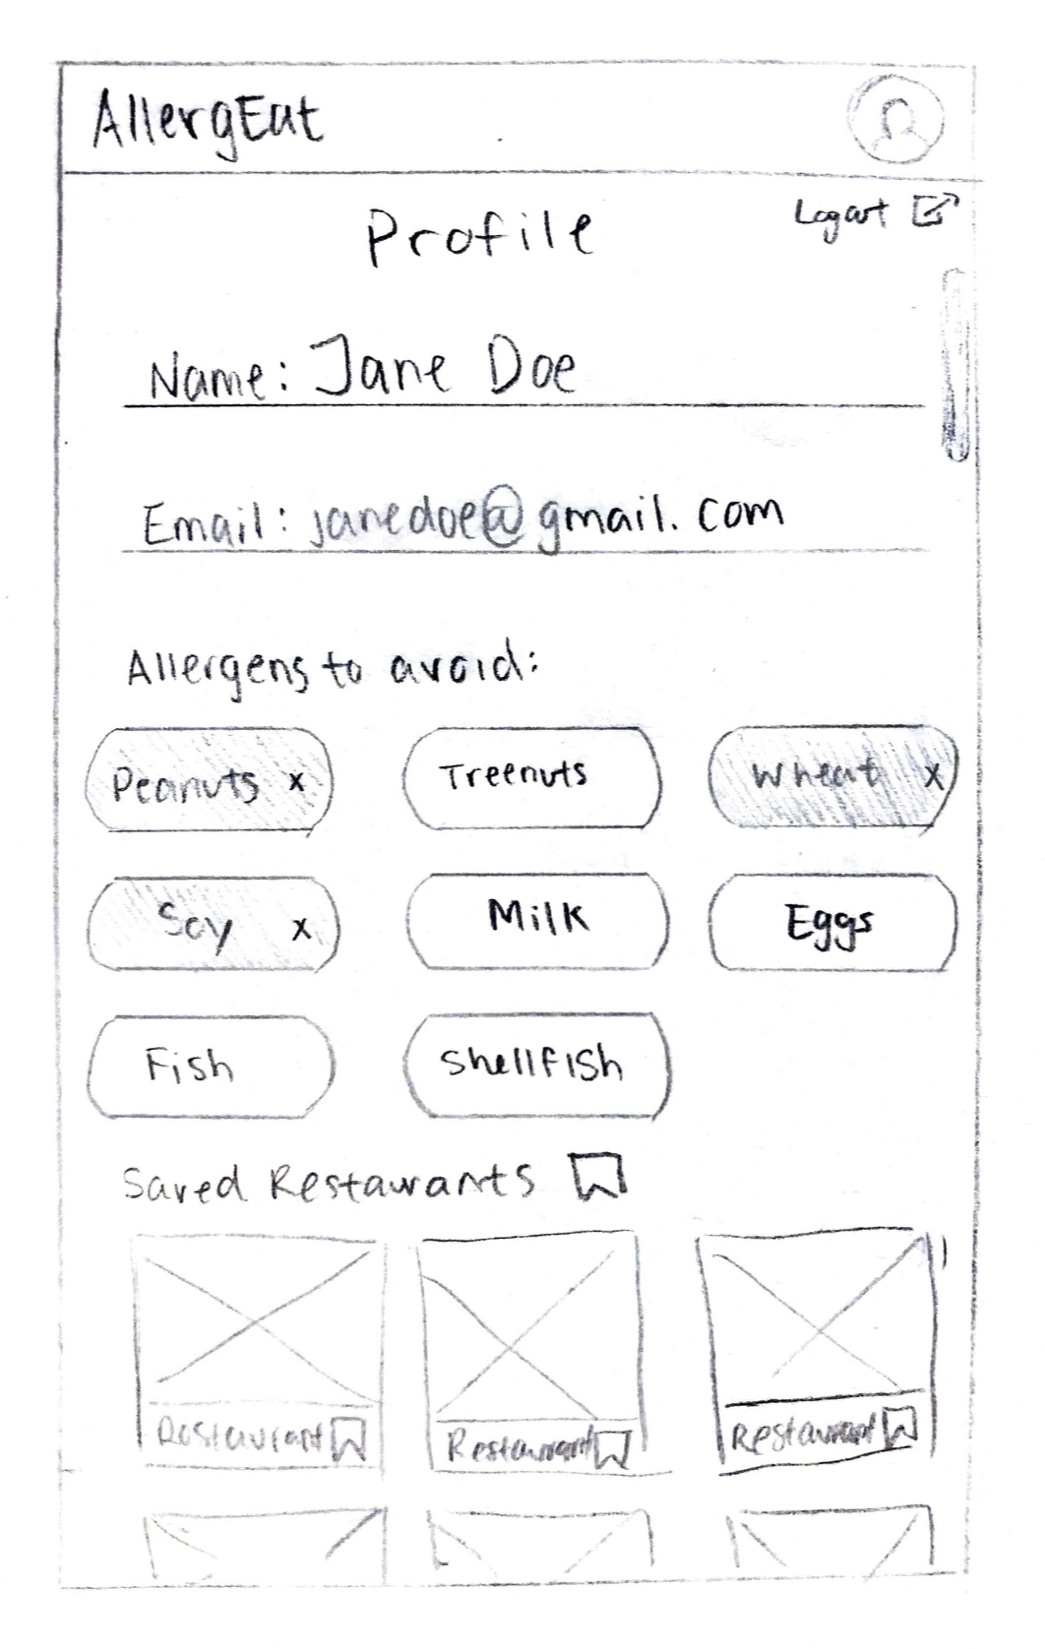 AllergEat
Logout
Profile
Name: Jane Doe
Email: janedoe@gmail.com
Allergens to avoid:
Peanuts x Treenuts Wheat x
Soy x Milk Eggs
Fish Shellfish
Saved Restaurants
Restaurant Restaurant Restaurant